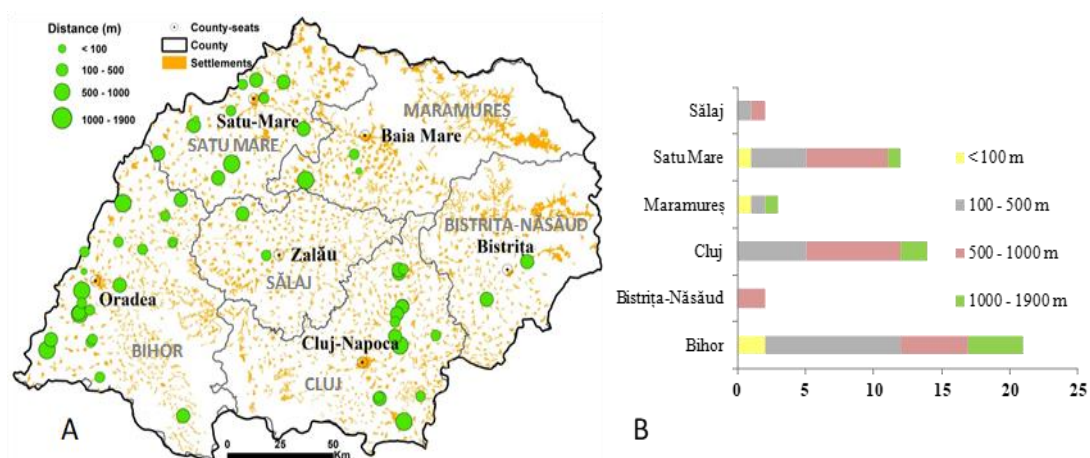 Distance (m)
< 100
100 - 500
500 - 1000
1000 - 1900
County-seats
County
Settlements
MARAMUREȘ
Satu-Mare
Baia Mare
SATU MARE
BISTRIȚA-NĂSĂUD
Bistrița
Zalău
SĂLAJ
Oradea
BIHOR
Cluj-Napoca
CLUJ
A
0 25 50
Km
Sălaj
Satu Mare
Maramureș
Cluj
Bistrița-Năsăud
Bihor
< 100 m
100 - 500 m
500 - 1000 m
1000 - 1900 m
0 5 10 15 20 25
B